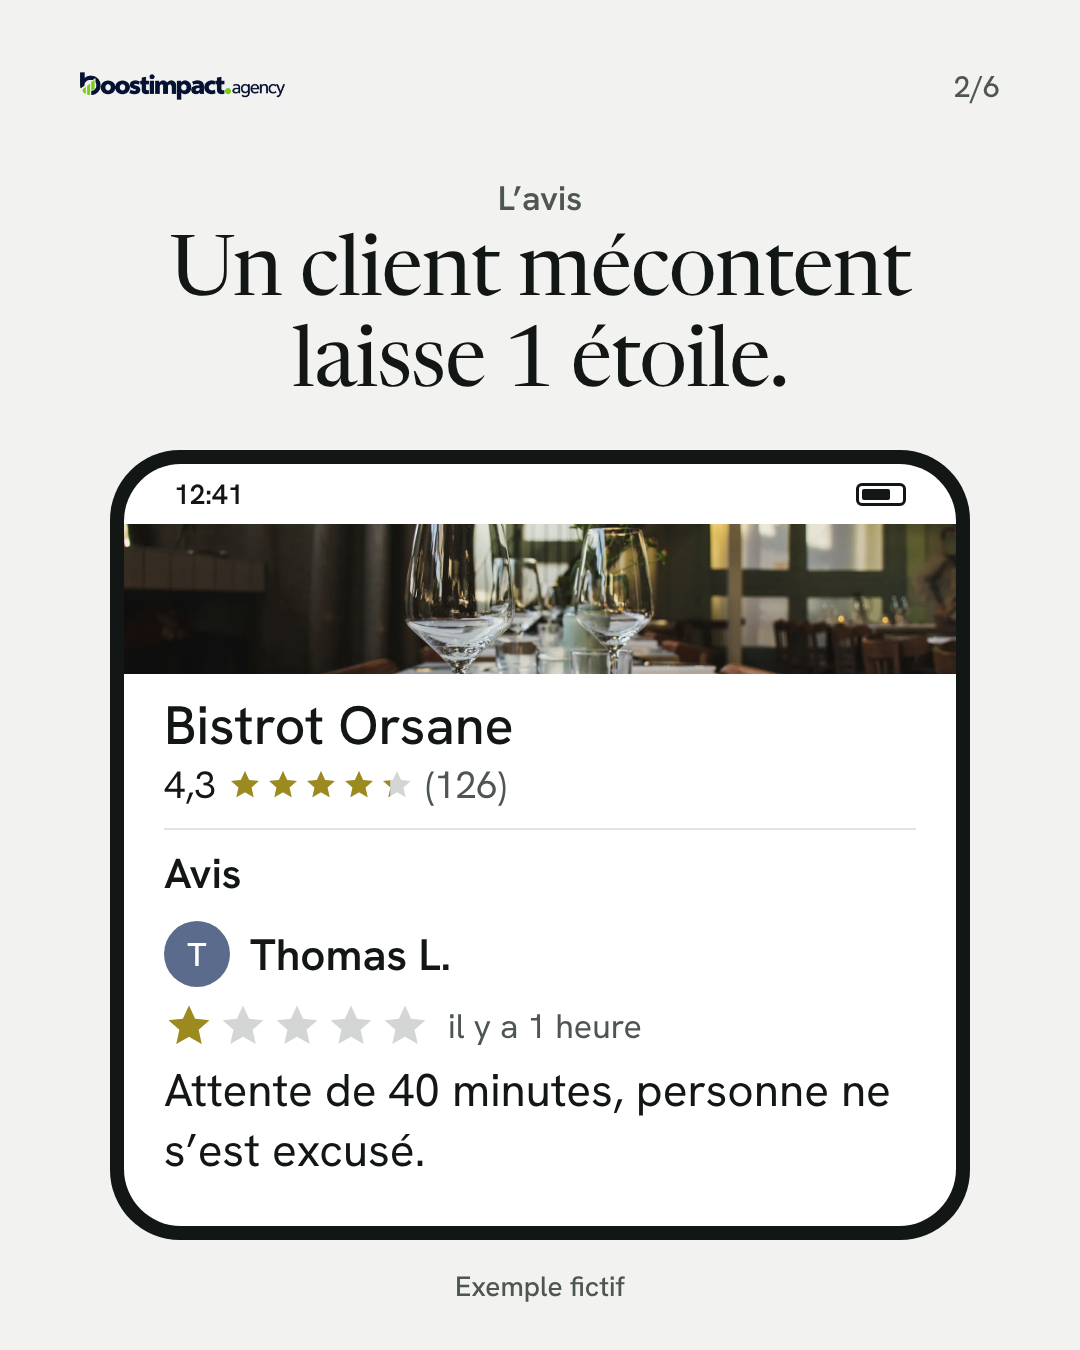 boostimpact.agency
2/6
L’avis
Un client mécontent
laisse 1 étoile.
12:41
Bistrot Orsane
4,3 (126)
Avis
T Thomas L.
il y a 1 heure
Attente de 40 minutes, personne ne
s’est excusé.
Exemple fictif